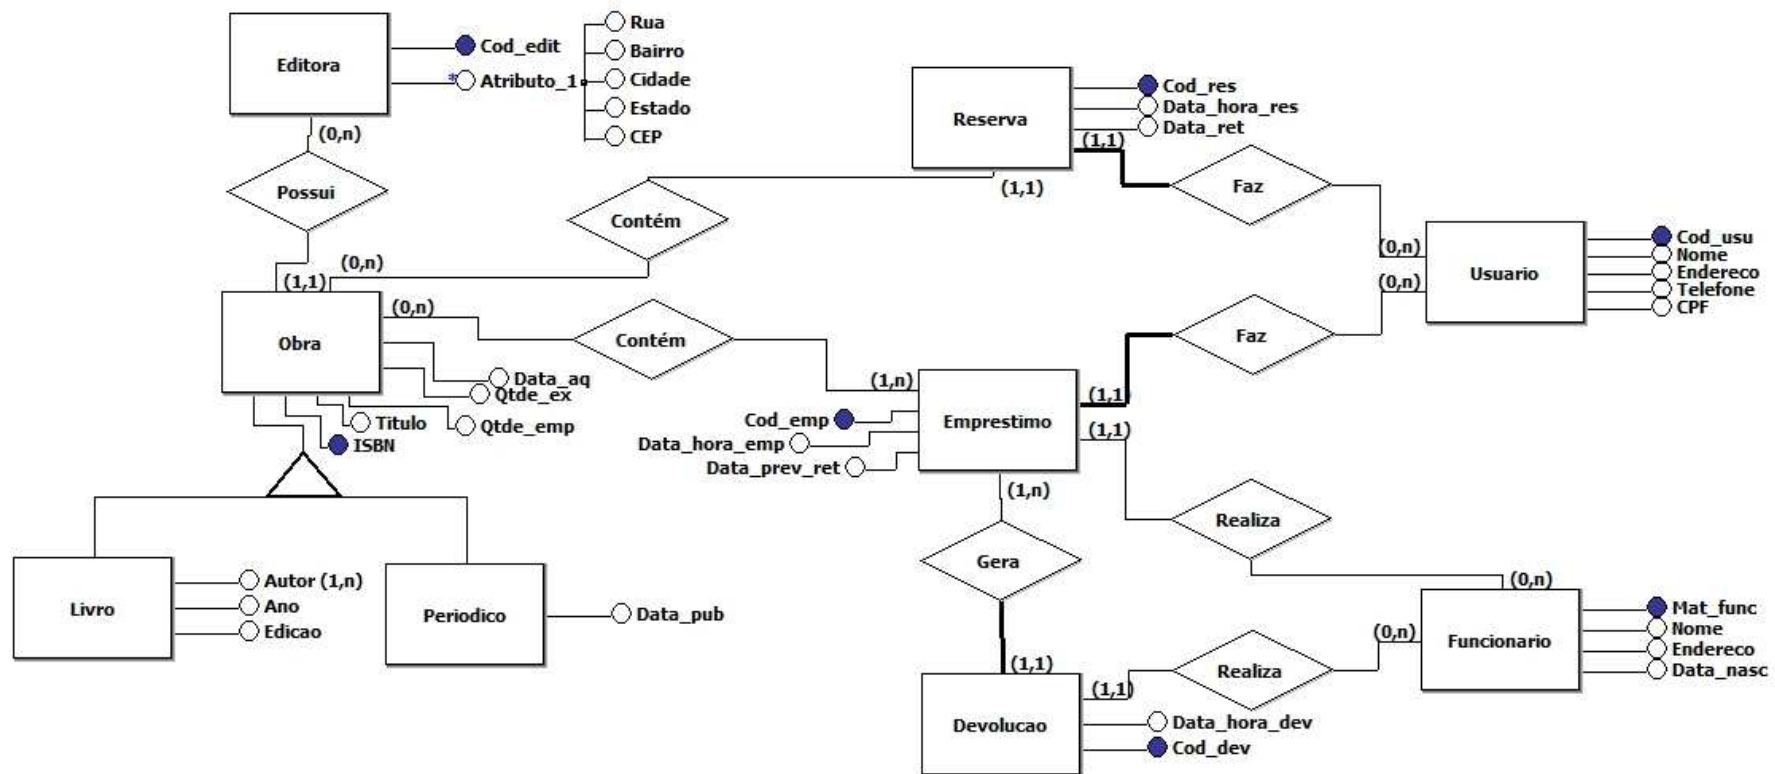 Editora
Cod_edit
*
Atributo_1
Rua
Bairro
Cidade
Estado
CEP
(0,n)
Possui
(1,1)
Reserva
Cod_res
Data_hora_res
Data_ret
(1,1)
(1,1)
Faz
(0,n)
Contém
(0,n)
Usuario
Cod_usu
Nome
Endereco
Telefone
CPF
(0,n)
Faz
(1,1)
Obra
(0,n)
Contém
(1,n)
Data_aq
Qtde_ex
Titulo
Qtde_emp
ISBN
Emprestimo
Cod_emp
Data_hora_emp
Data_prev_ret
(1,1)
Realiza
(0,n)
(1,n)
Gera
(1,1)
Livro
Autor (1,n)
Ano
Edicao
Periodico
Data_pub
Funcionario
Mat_func
Nome
Endereco
Data_nasc
(0,n)
Realiza
(1,1)
Devolucao
Data_hora_dev
Cod_dev